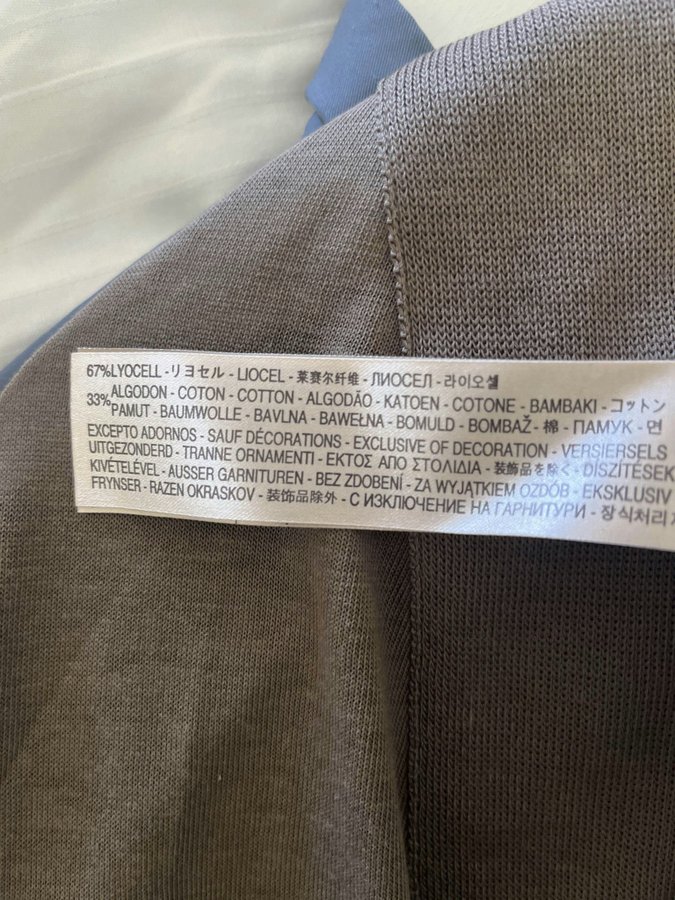 67%LYOCELL - リヨセル - LIOCEL - 莱赛尔纤维 - ЛИОСЕЛ - 라이오셀
33%ALGODON - COTON - COTTON - ALGODÃO - KATOEN - COTONE - BAMBAKI - コットン
PAMUT - BAUMWOLLE - BAVLNA - BAWEŁNA - BOMULD - BOMBAŽ - 棉 - ПАМУК - 면
EXCEPTO ADORNOS - SAUF DÉCORATIONS - EXCLUSIVE OF DECORATION - VERSIERSELS
UITGEZONDERD - TRANNE ORNAMENTI - ΕΚΤΟΣ ΑΠΟ ΣΤΟΛΙΔΙΑ - 装飾品を除く - DÍSZÍTÉSEK
KIVÉTELÉVEL - AUSSER GARNITUREN - BEZ ZDOBENÍ - ZA WYJĄTKIEM OZDÓB - EKSKLUSIV
FRYNSER - RAZEN OKRASKOV - 装饰品除外 - С ИЗКЛЮЧЕНИЕ НА ГАРНИТУРИ - 장식처리